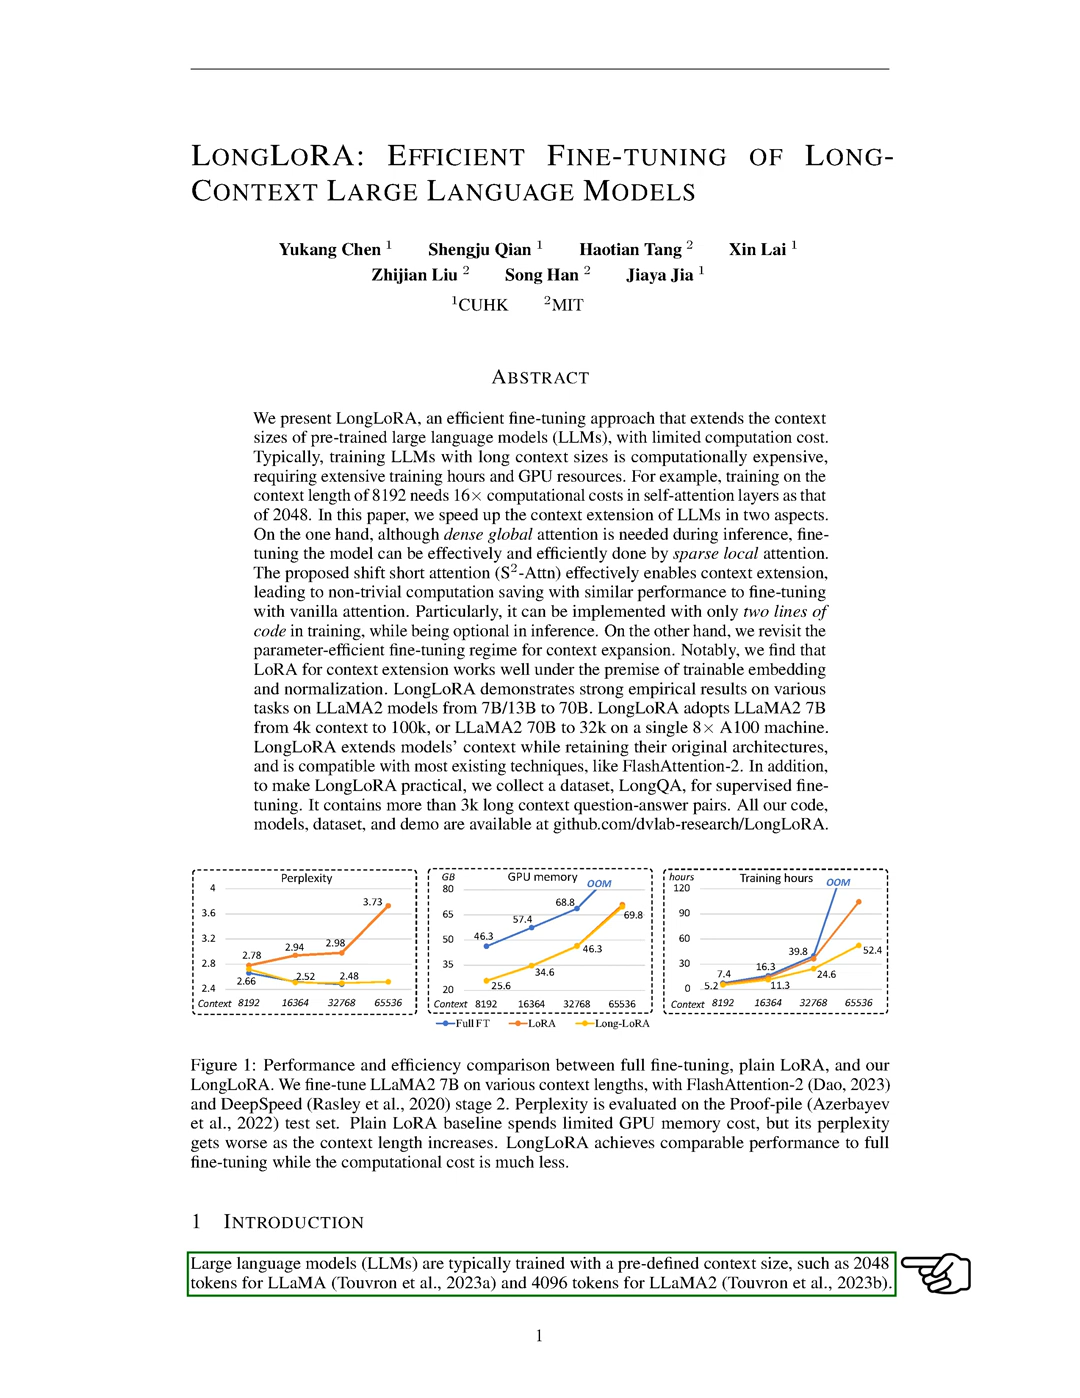 LONGLORA: EFFICIENT FINE-TUNING OF LONG-
CONTEXT LARGE LANGUAGE MODELS
Yukang Chen 1 Shengju Qian 1 Haotian Tang 2 Xin Lai 1
Zhijian Liu 2 Song Han 2 Jiaya Jia 1
1CUHK 2MIT
ABSTRACT
We present LongLoRA, an efficient fine-tuning approach that extends the context
sizes of pre-trained large language models (LLMs), with limited computation cost.
Typically, training LLMs with long context sizes is computationally expensive,
requiring extensive training hours and GPU resources. For example, training on the
context length of 8192 needs 16× computational costs in self-attention layers as that
of 2048. In this paper, we speed up the context extension of LLMs in two aspects.
On the one hand, although dense global attention is needed during inference, fine-
tuning the model can be effectively and efficiently done by sparse local attention.
The proposed shift short attention (S2-Attn) effectively enables context extension,
leading to non-trivial computation saving with similar performance to fine-tuning
with vanilla attention. Particularly, it can be implemented with only two lines of
code in training, while being optional in inference. On the other hand, we revisit the
parameter-efficient fine-tuning regime for context expansion. Notably, we find that
LoRA for context extension works well under the premise of trainable embedding
and normalization. LongLoRA demonstrates strong empirical results on various
tasks on LLaMA2 models from 7B/13B to 70B. LongLoRA adopts LLaMA2 7B
from 4k context to 100k, or LLaMA2 70B to 32k on a single 8× A100 machine.
LongLoRA extends models' context while retaining their original architectures,
and is compatible with most existing techniques, like FlashAttention-2. In addition,
to make LongLoRA practical, we collect a dataset, LongQA, for supervised fine-
tuning. It contains more than 3k long context question-answer pairs. All our code,
models, dataset, and demo are available at github.com/dvlab-research/LongLoRA.
Perplexity
4
3.6
3.2
2.8
2.4
2.78 2.94 2.98 3.73
2.66 2.52 2.48
Context 8192 16364 32768 65536
GB GPU memory OOM
80
65
50
35
20
46.3 57.4 68.8 69.8
25.6 34.6 46.3
Context 8192 16364 32768 65536
hours Training hours OOM
120
90
60
30
0
7.4 16.3 39.8 52.4
5.2 11.3 24.6
Context 8192 16364 32768 65536
Full FT LoRA Long-LoRA
Figure 1: Performance and efficiency comparison between full fine-tuning, plain LoRA, and our
LongLoRA. We fine-tune LLaMA2 7B on various context lengths, with FlashAttention-2 (Dao, 2023)
and DeepSpeed (Rasley et al., 2020) stage 2. Perplexity is evaluated on the Proof-pile (Azerbayev
et al., 2022) test set. Plain LoRA baseline spends limited GPU memory cost, but its perplexity
gets worse as the context length increases. LongLoRA achieves comparable performance to full
fine-tuning while the computational cost is much less.
1 INTRODUCTION
Large language models (LLMs) are typically trained with a pre-defined context size, such as 2048
tokens for LLaMA (Touvron et al., 2023a) and 4096 tokens for LLaMA2 (Touvron et al., 2023b).
1